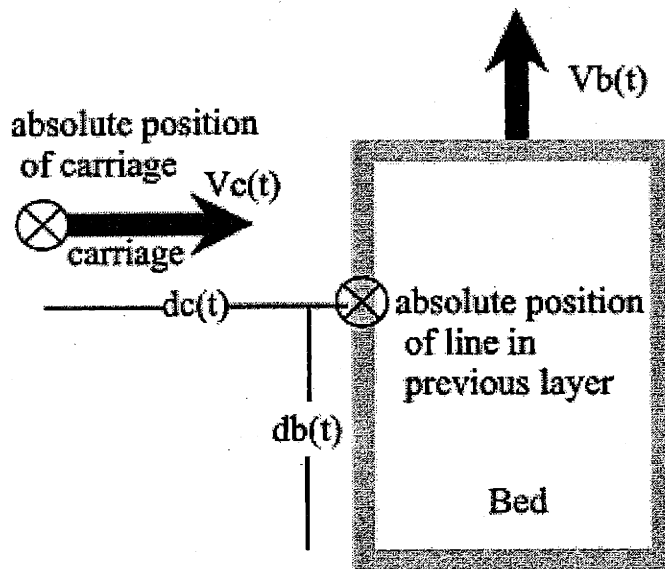 Vb(t)
absolute position
of carriage
Vc(t)
carriage
dc(t)
absolute position
of line in
previous layer
db(t)
Bed